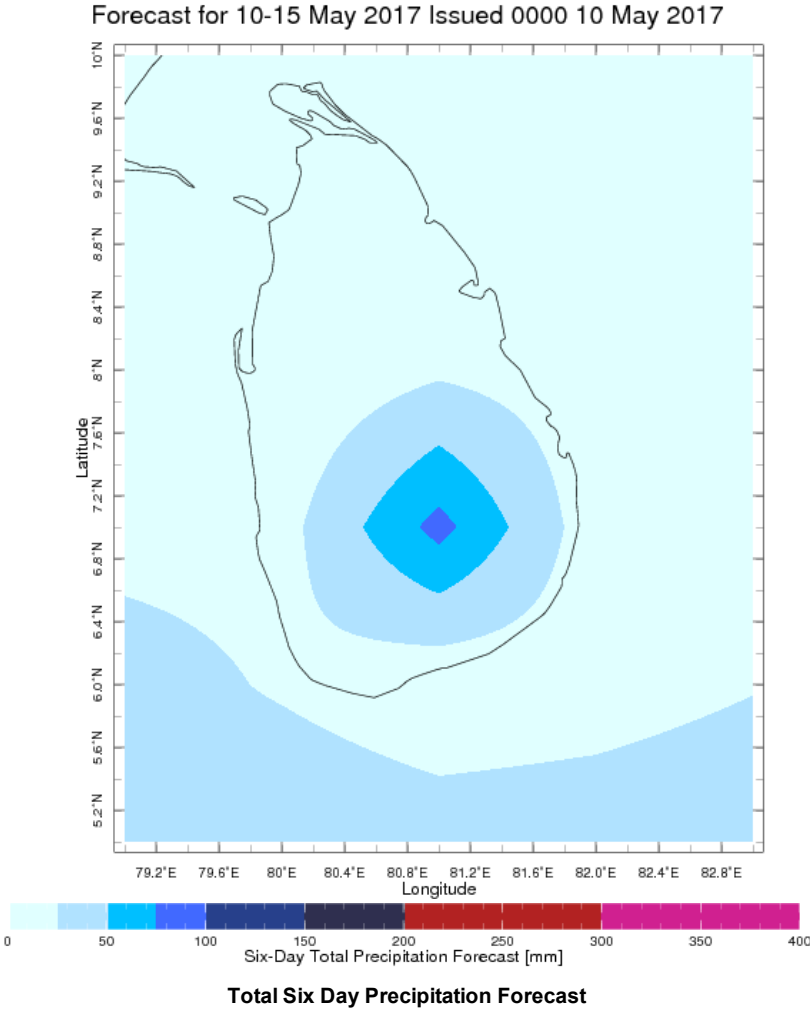 Forecast for 10-15 May 2017 Issued 0000 10 May 2017
10°N
9.6°N
9.2°N
8.8°N
8.4°N
8°N
7.6°N
7.2°N
6.8°N
6.4°N
6.0°N
5.6°N
5.2°N
Latitude
79.2°E 79.6°E 80°E 80.4°E 80.8°E 81.2°E 81.6°E 82.0°E 82.4°E 82.8°E
Longitude
0 50 100 150 200 250 300 350 400
Six-Day Total Precipitation Forecast [mm]
Total Six Day Precipitation Forecast